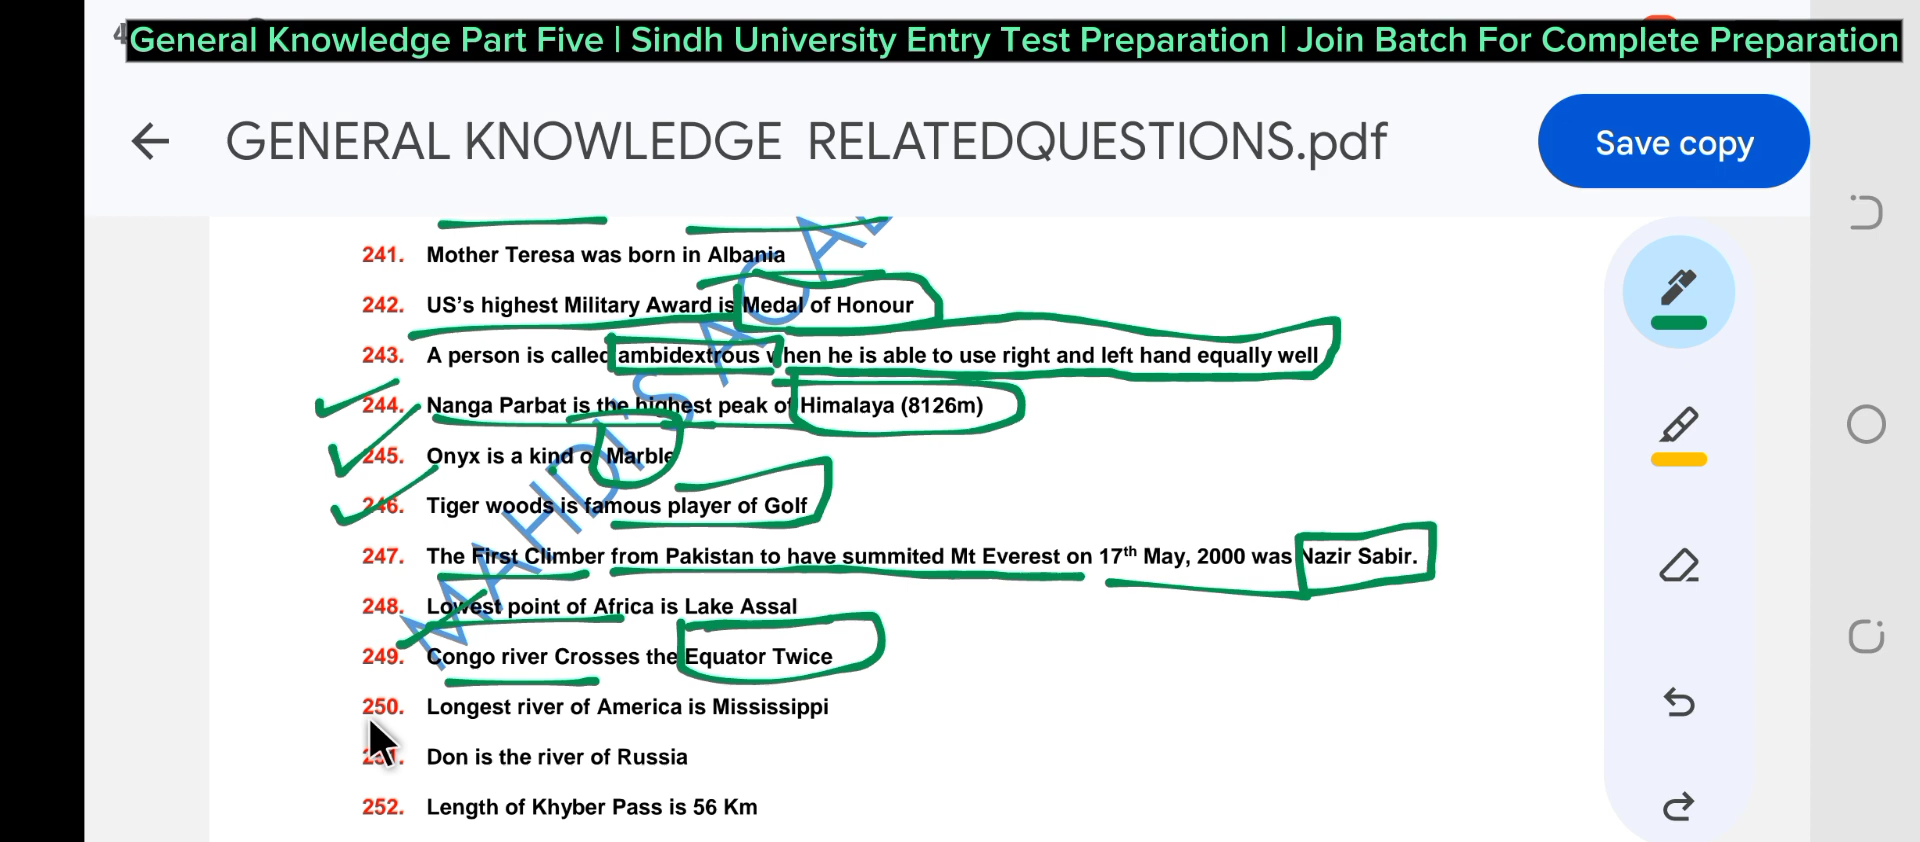 General Knowledge Part Five | Sindh University Entry Test Preparation | Join Batch For Complete Preparation
GENERAL KNOWLEDGE RELATEDQUESTIONS.pdf
Save copy
241. Mother Teresa was born in Albania
242. US's highest Military Award is Medal of Honour
243. A person is called ambidextrous when he is able to use right and left hand equally well
244. Nanga Parbat is the highest peak of Himalaya (8126m)
245. Onyx is a kind of Marble
246. Tiger woods is famous player of Golf
247. The First Climber from Pakistan to have summited Mt Everest on 17th May, 2000 was Nazir Sabir.
248. Lowest point of Africa is Lake Assal
249. Congo river Crosses the Equator Twice
250. Longest river of America is Mississippi
251. Don is the river of Russia
252. Length of Khyber Pass is 56 Km
MAHDI'S ACA